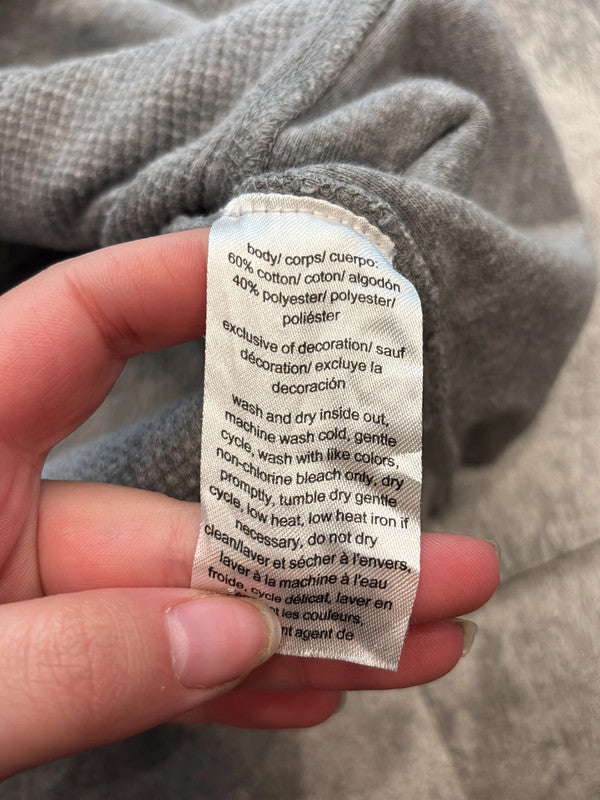 body/ corps/ cuerpo:
60% cotton/ coton/ algodón
40% polyester/ polyester/
poliéster
exclusive of decoration/ sauf
décoration/ excluye la
decoración
wash and dry inside out,
machine wash cold, gentle
cycle, wash with like colors,
non-chlorine bleach only, dry
promptly, tumble dry gentle
cycle, low heat, low heat iron if
necessary, do not dry
clean/laver et sécher à l'envers,
laver à la machine à l'eau
froide, cycle délicat, laver en
les couleurs,
agent de